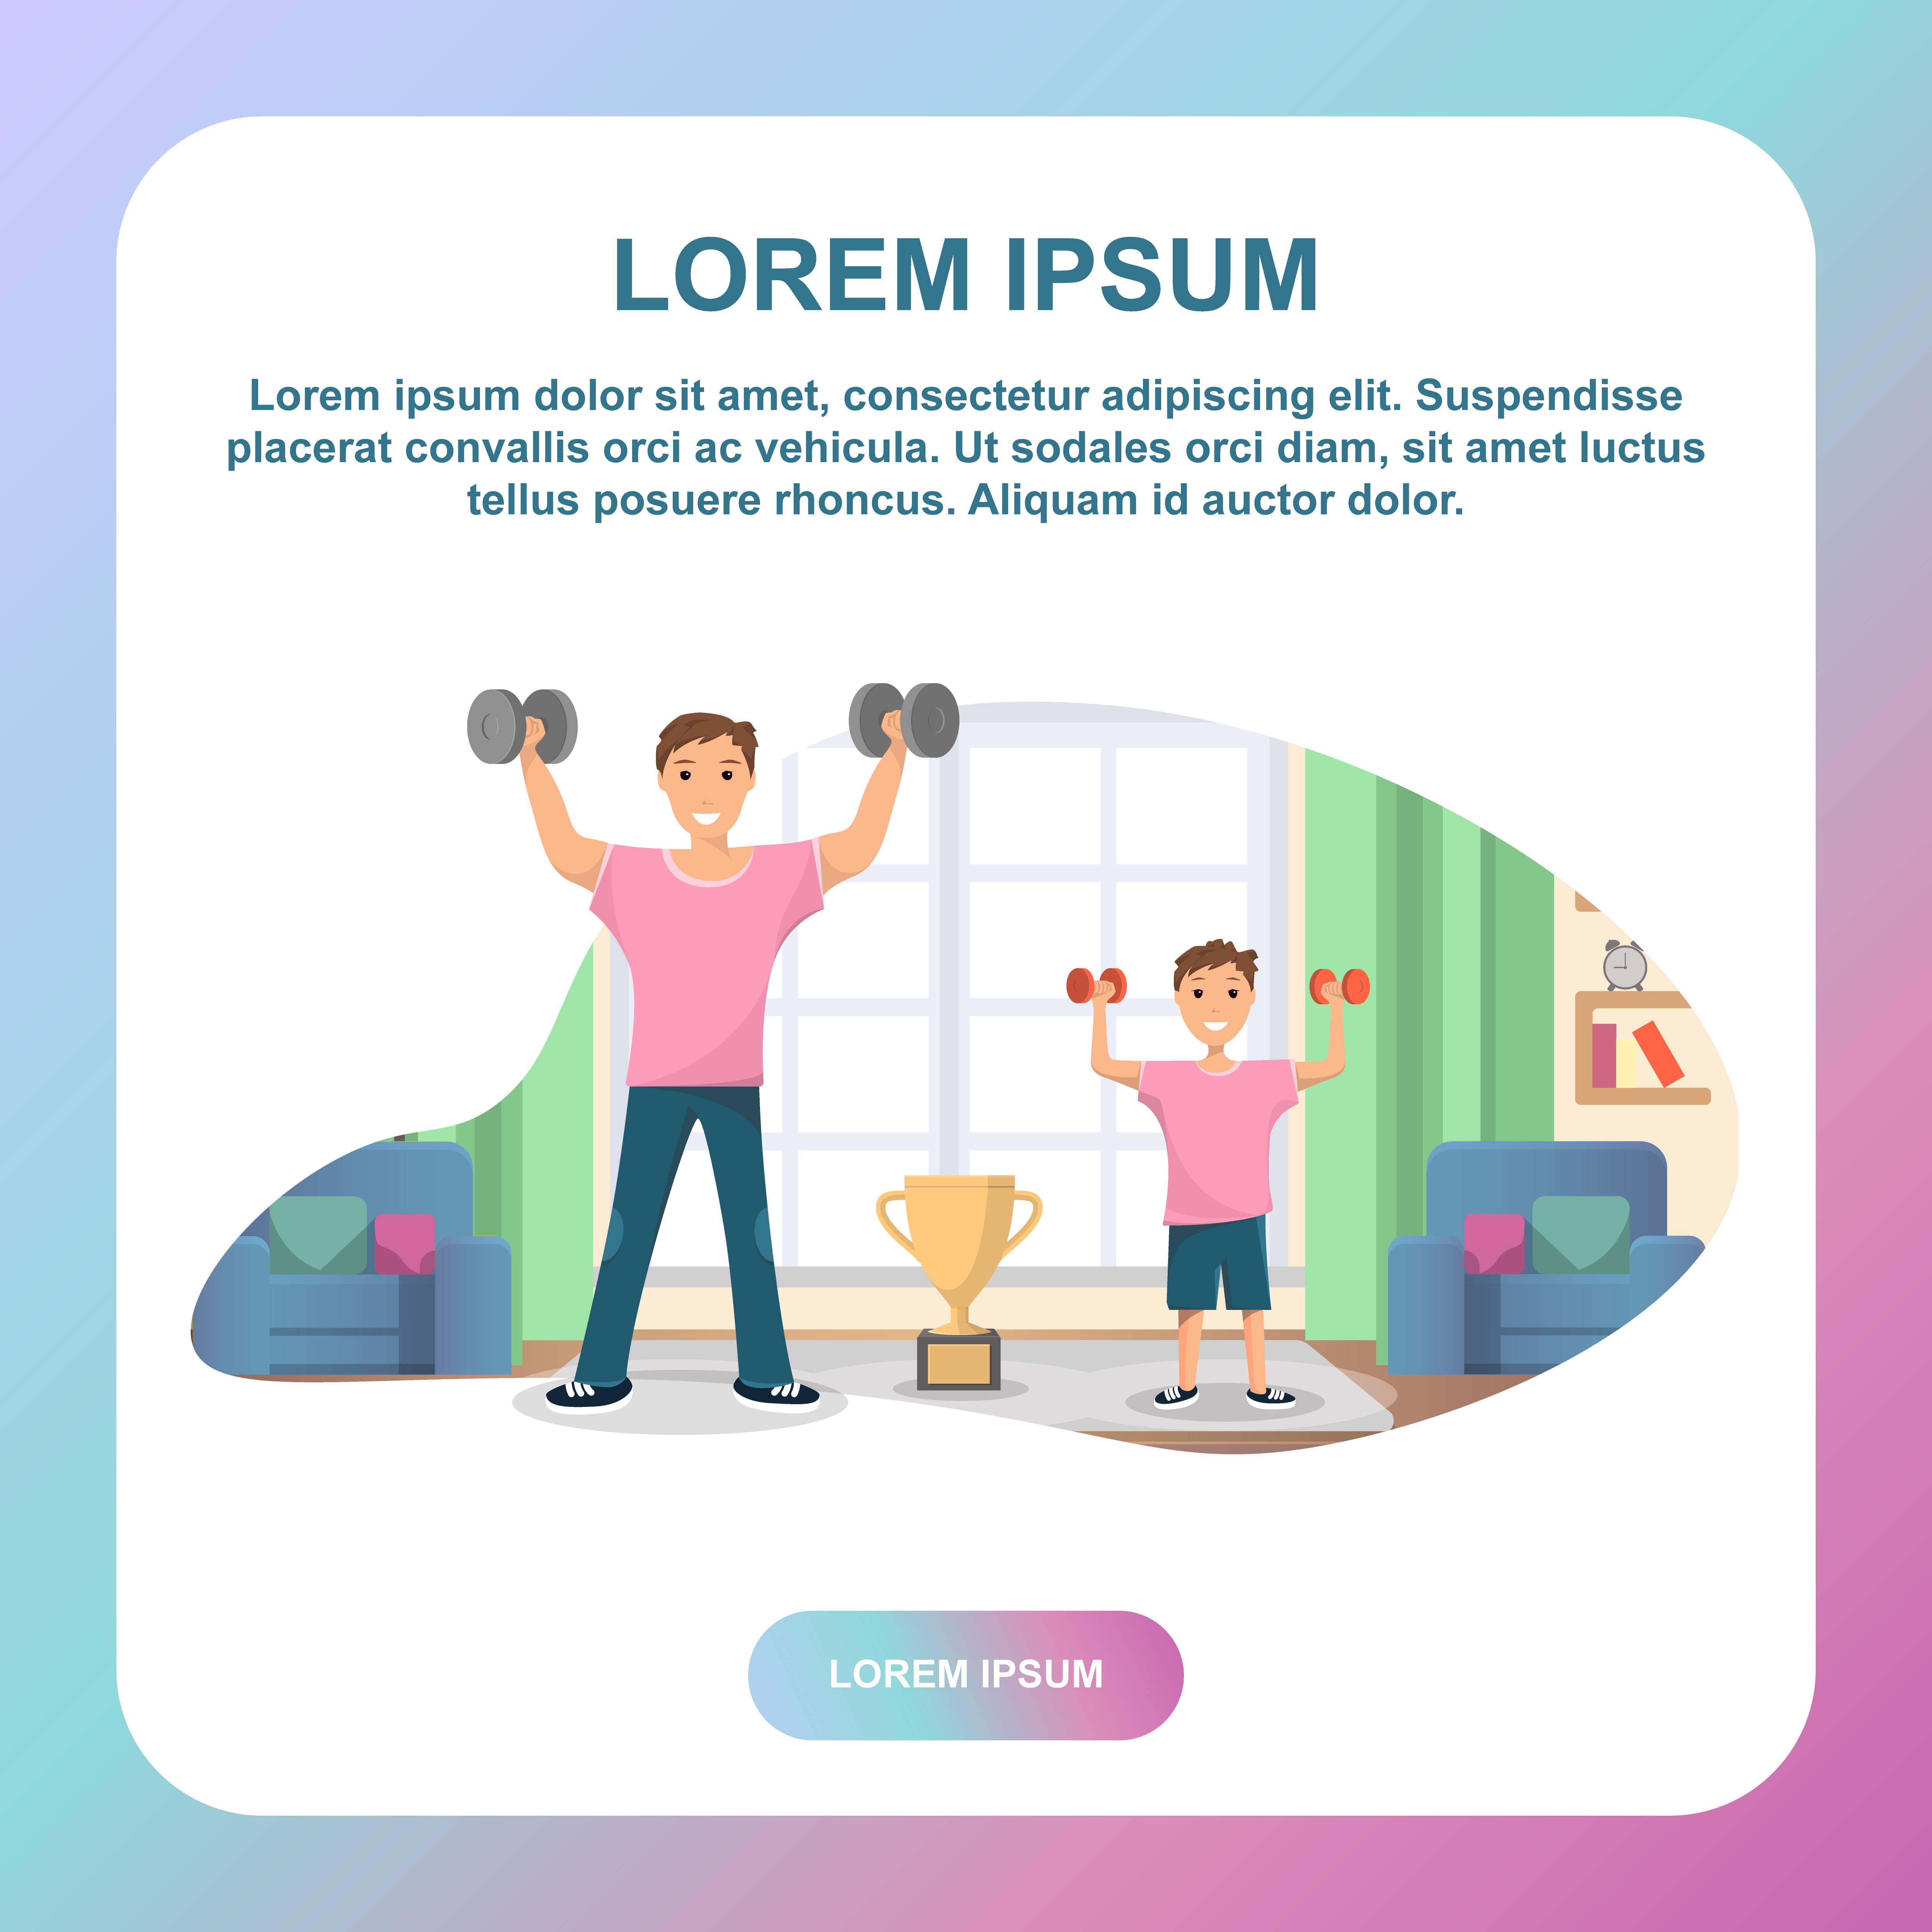 LOREM IPSUM
Lorem ipsum dolor sit amet, consectetur adipiscing elit. Suspendisse
placerat convallis orci ac vehicula. Ut sodales orci diam, sit amet luctus
tellus posuere rhoncus. Aliquam id auctor dolor.
LOREM IPSUM